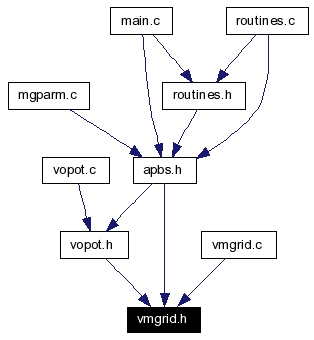 main.c
routines.c
mgparm.c
routines.h
vopot.c
apbs.h
vopot.h
vmgrid.c
vmgrid.h